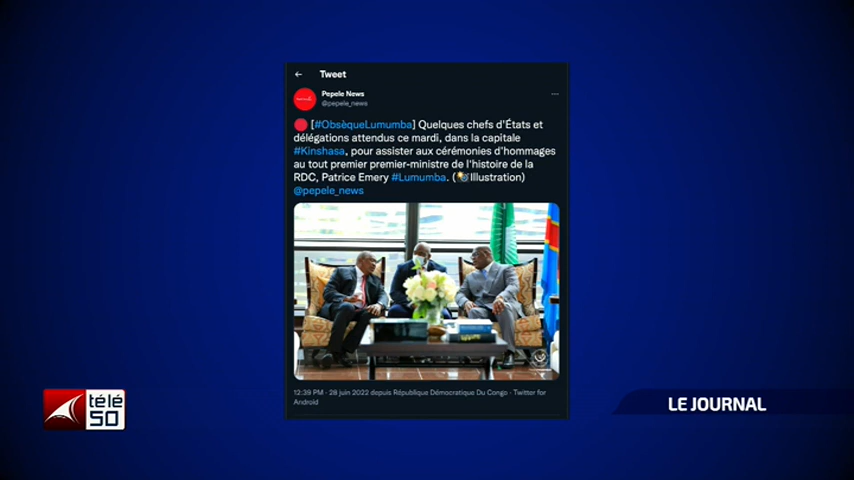 Tweet
Pepele News
@pepele_news
[#ObsèqueLumumba] Quelques chefs d'États et
délégations attendus ce mardi, dans la capitale
#Kinshasa, pour assister aux cérémonies d'hommages
au tout premier premier-ministre de l'histoire de la
RDC, Patrice Emery #Lumumba. (📸Illustration)
@pepele_news
12:39 PM · 28 juin 2022 depuis République Démocratique Du Congo · Twitter for
Android
télé
50
LE JOURNAL